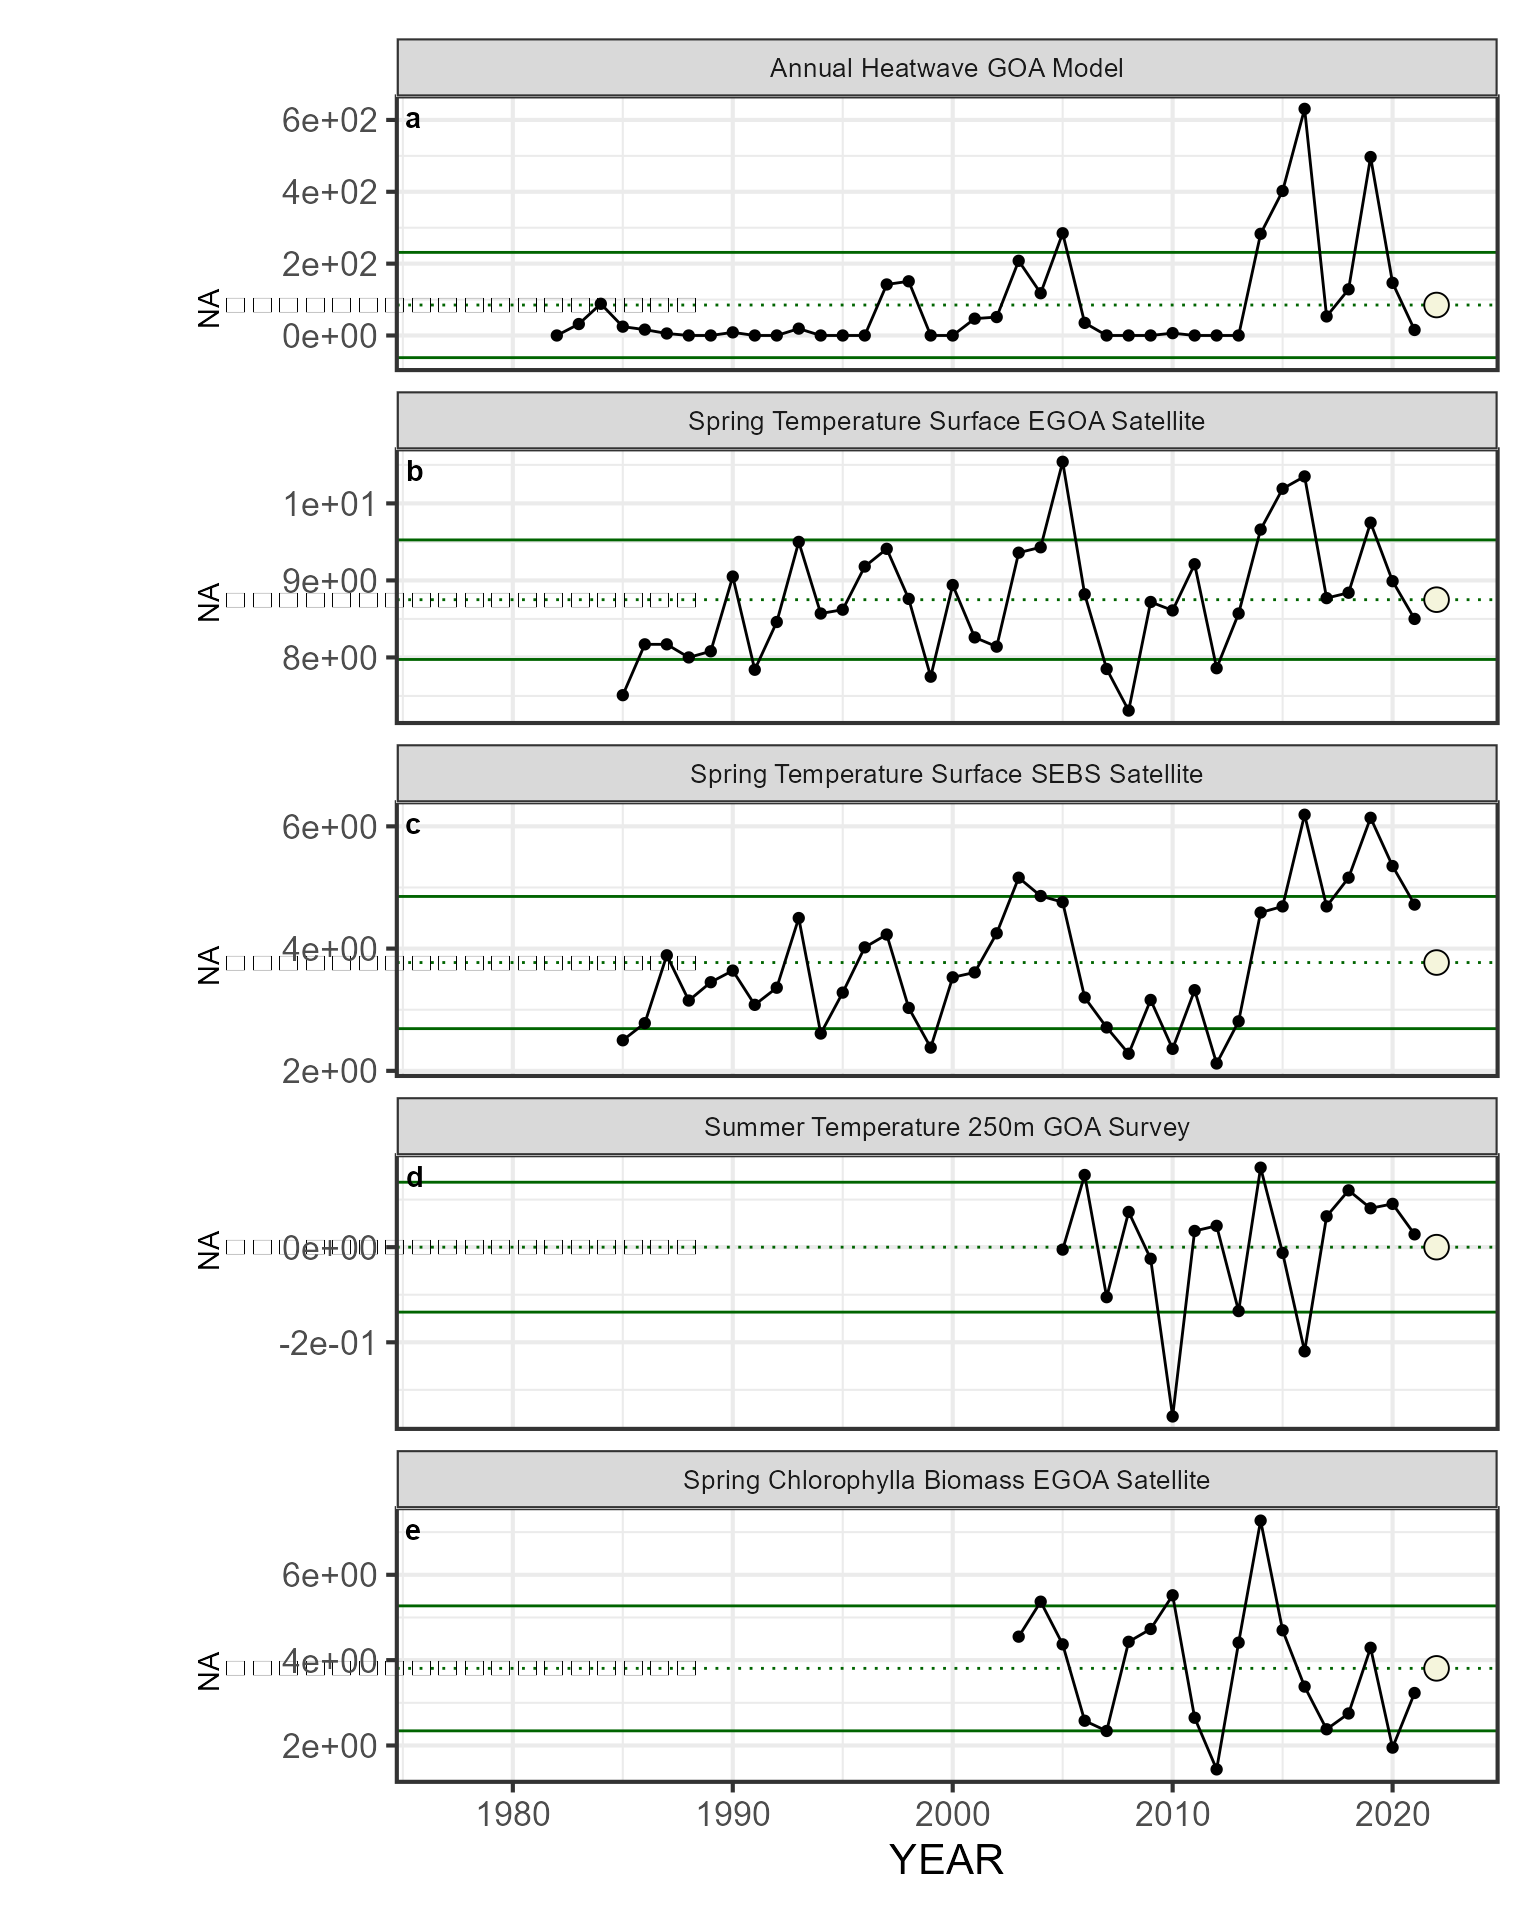 Annual Heatwave GOA Model
a
6e+02
4e+02
2e+02
0e+00
NA
Spring Temperature Surface EGOA Satellite
b
1e+01
9e+00
8e+00
NA
Spring Temperature Surface SEBS Satellite
c
6e+00
4e+00
2e+00
NA
Summer Temperature 250m GOA Survey
d
0e+00
-2e-01
NA
Spring Chlorophylla Biomass EGOA Satellite
e
6e+00
4e+00
2e+00
NA
1980 1990 2000 2010 2020
YEAR